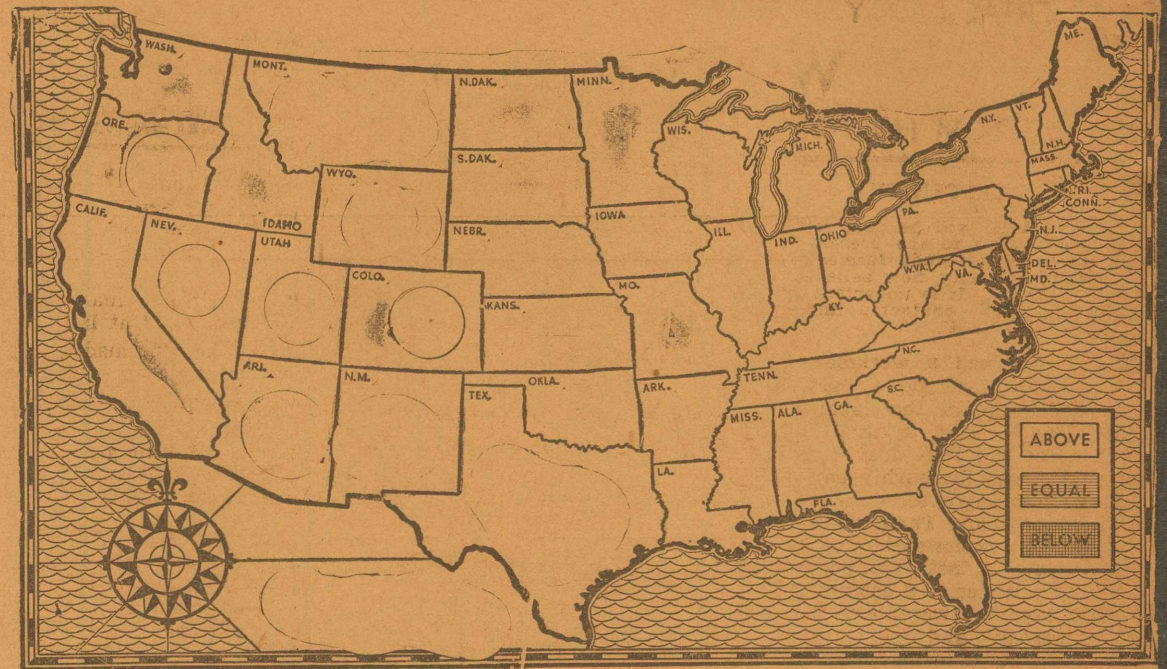 WASH.
MONT.
N.DAK.
MINN.
ME.
ORE.
S.DAK.
WIS.
MICH.
N.Y.
VT.
N.H.
MASS.
R.I.
CONN.
IDAHO
WYO.
CALIF.
NEV.
UTAH
NEBR.
IOWA
ILL.
IND.
OHIO
PA.
N.J.
DEL.
MD.
COLO.
KANS.
MO.
W.VA.
VA.
KY.
ARI.
N.M.
TEX.
OKLA.
ARK.
TENN.
N.C.
S.C.
MISS.
ALA.
GA.
LA.
FLA.
ABOVE
EQUAL
BELOW